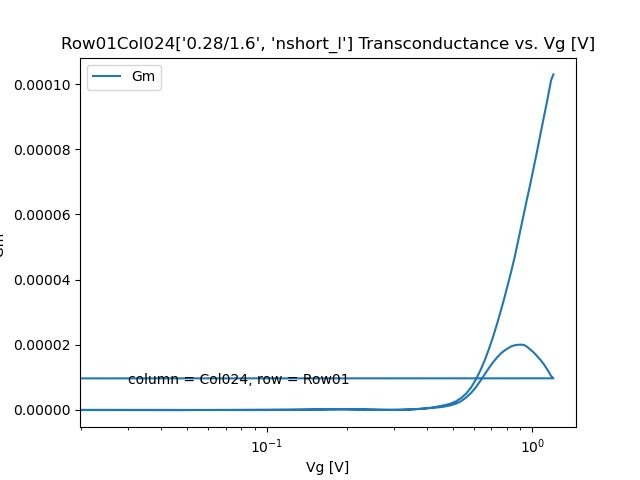 Row01Col024['0.28/1.6', 'nshort_l'] Transconductance vs. Vg [V]
Gm
0.00010
0.00008
0.00006
0.00004
0.00002
0.00000
column = Col024, row = Row01
10⁻¹
10⁰
Vg [V]